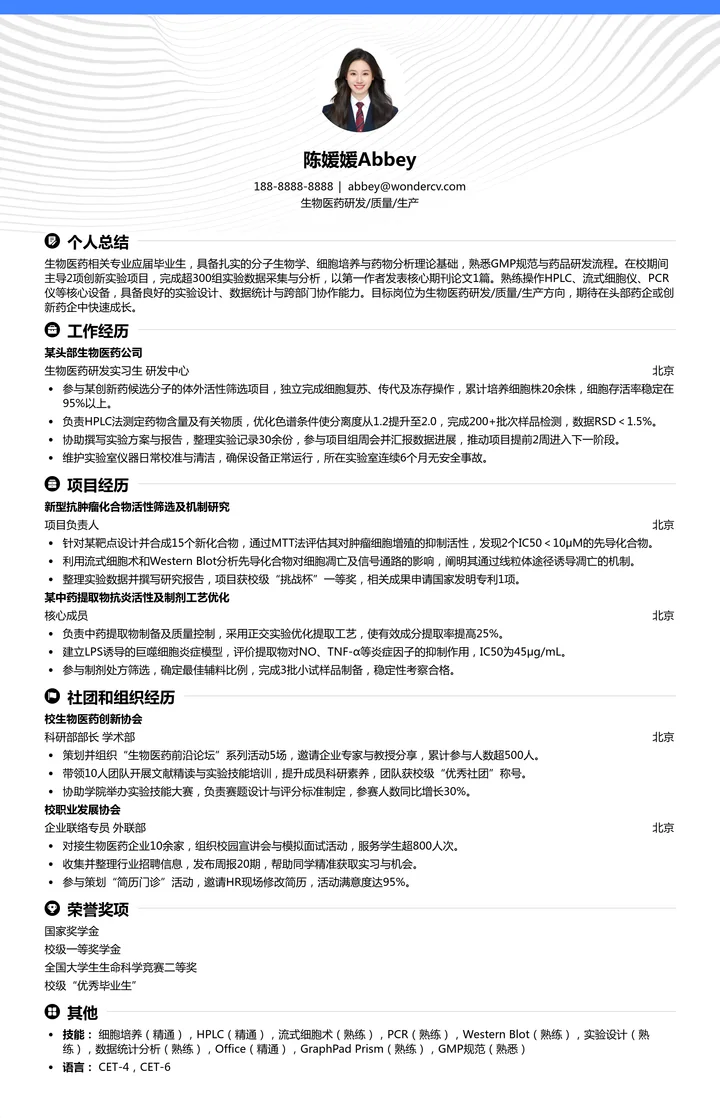 陈媛媛Abbey
188-8888-8888 | abbey@wondercv.com
生物医药研发/质量/生产
个人总结
生物医药相关专业应届毕业生，具备扎实的分子生物学、细胞培养与药物分析理论基础，熟悉GMP规范与药品研发流程。在校期间
主导2项创新实验项目，完成超300组实验数据采集与分析，以第一作者发表核心期刊论文1篇。熟练操作HPLC、流式细胞仪、PCR
仪等核心设备，具备良好的实验设计、数据统计与跨部门协作能力。目标岗位为生物医药研发/质量/生产方向，期待在头部药企或创
新药企中快速成长。
工作经历
某头部生物医药公司
生物医药研发实习生 研发中心 北京
• 参与某创新药候选分子的体外活性筛选项目，独立完成细胞复苏、传代及冻存操作，累计培养细胞株20余株，细胞存活率稳定在
95%以上。
• 负责HPLC法测定药物含量及有关物质，优化色谱条件使分离度从1.2提升至2.0，完成200+批次样品检测，数据RSD＜1.5%。
• 协助撰写实验方案与报告，整理实验记录30余份，参与项目组周会并汇报数据进展，推动项目提前2周进入下一阶段。
• 维护实验室仪器日常校准与清洁，确保设备正常运行，所在实验室连续6个月无安全事故。
项目经历
新型抗肿瘤化合物活性筛选及机制研究
项目负责人 北京
• 针对某靶点设计并合成15个新化合物，通过MTT法评估其对肿瘤细胞增殖的抑制活性，发现2个IC50＜10μM的先导化合物。
• 利用流式细胞术和Western Blot分析先导化合物对细胞凋亡及信号通路的影响，阐明其通过线粒体途径诱导凋亡的机制。
• 整理实验数据并撰写研究报告，项目获校级“挑战杯”一等奖，相关成果申请国家发明专利1项。
某中药提取物抗炎活性及制剂工艺优化
核心成员 北京
• 负责中药提取物制备及质量控制，采用正交实验优化提取工艺，使有效成分提取率提高25%。
• 建立LPS诱导的巨噬细胞炎症模型，评价提取物对NO、TNF-α等炎症因子的抑制作用，IC50为45μg/mL。
• 参与制剂处方筛选，确定最佳辅料比例，完成3批小试样品制备，稳定性考察合格。
社团和组织经历
校生物医药创新协会
科研部部长 学术部 北京
• 策划并组织“生物医药前沿论坛”系列活动5场，邀请企业专家与教授分享，累计参与人数超500人。
• 带领10人团队开展文献精读与实验技能培训，提升成员科研素养，团队获校级“优秀社团”称号。
• 协助学院举办实验技能大赛，负责赛题设计与评分标准制定，参赛人数同比增长30%。
校职业发展协会
企业联络专员 外联部 北京
• 对接生物医药企业10余家，组织校园宣讲会与模拟面试活动，服务学生超800人次。
• 收集并整理行业招聘信息，发布周报20期，帮助同学精准获取实习与机会。
• 参与策划“简历门诊”活动，邀请HR现场修改简历，活动满意度达95%。
荣誉奖项
国家奖学金
校级一等奖学金
全国大学生生命科学竞赛二等奖
校级“优秀毕业生”
其他
• 技能： 细胞培养（精通），HPLC（精通），流式细胞术（熟练），PCR（熟练），Western Blot（熟练），实验设计（熟
练），数据统计分析（熟练），Office（精通），GraphPad Prism（熟练），GMP规范（熟悉）
• 语言： CET-4，CET-6